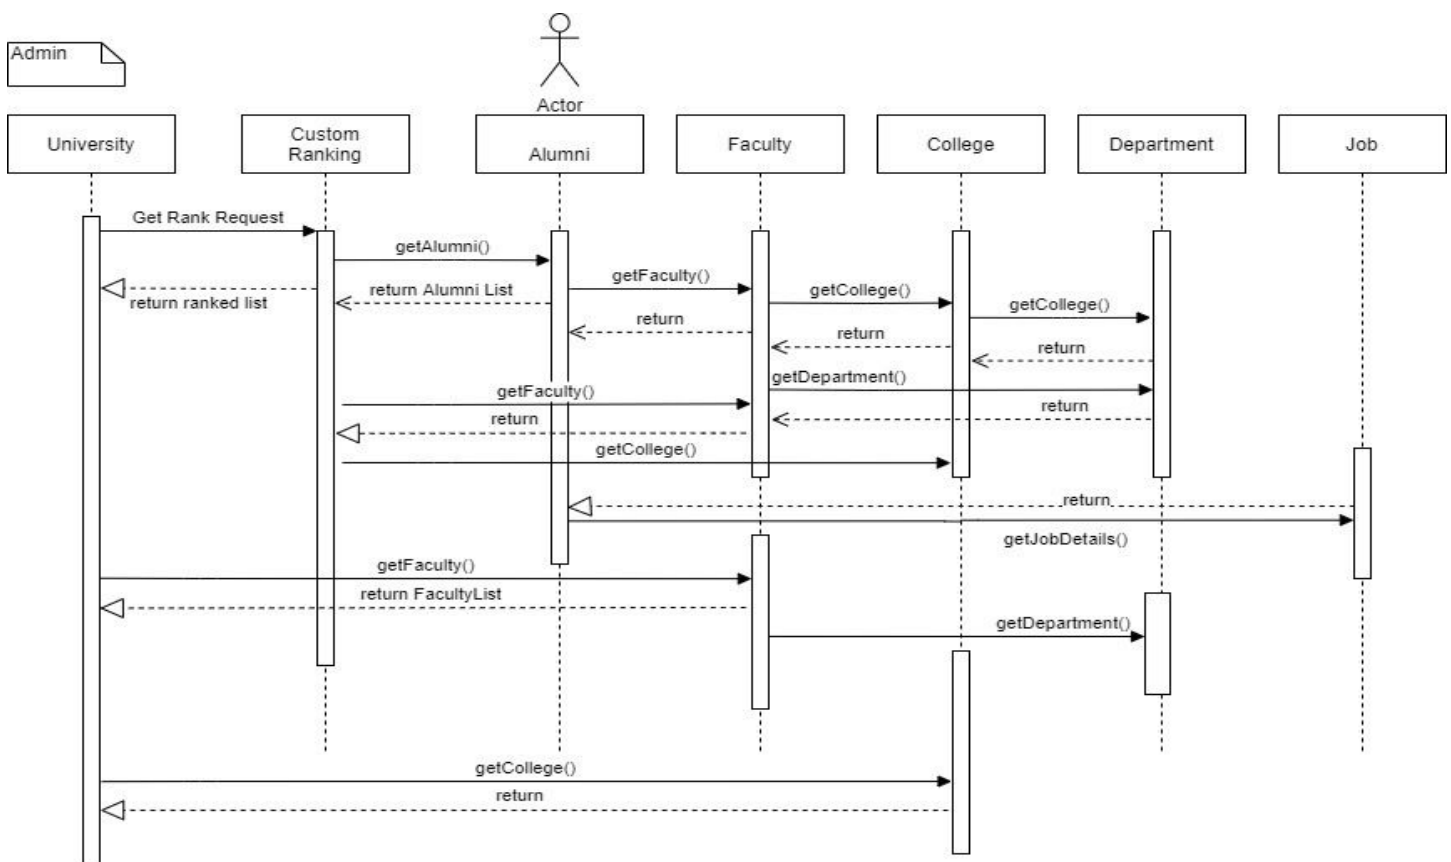 Admin
Actor
University
Custom
Ranking
Alumni
Faculty
College
Department
Job
Get Rank Request
getAlumni()
getFaculty()
return Alumni List
getCollege()
return ranked list
getCollege()
return
return
return
getDepartment()
getFaculty()
return
return
getCollege()
return
getJobDetails()
getFaculty()
return FacultyList
getDepartment()
getCollege()
return